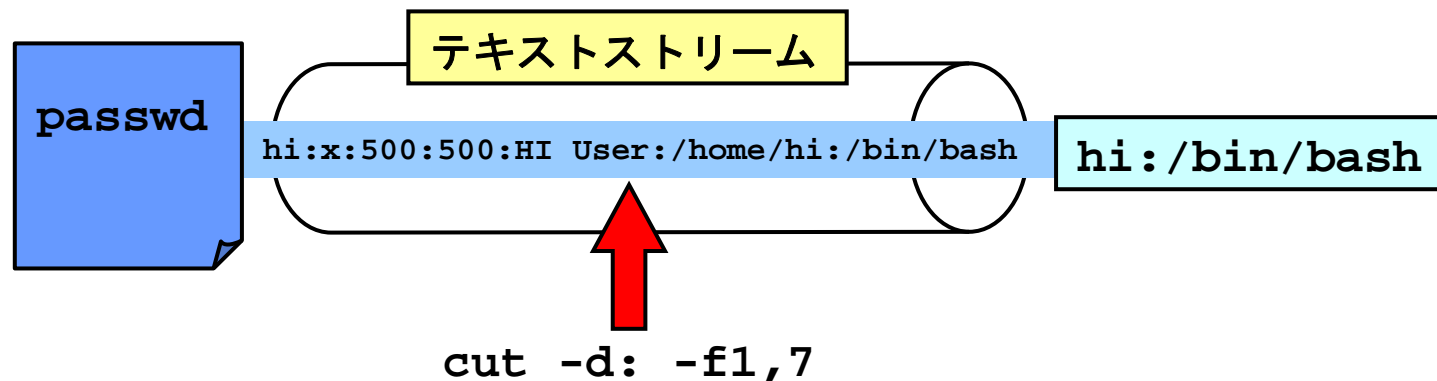 テキストストリーム
passwd
hi:x:500:500:HI User:/home/hi:/bin/bash
hi:/bin/bash
cut -d: -f1,7